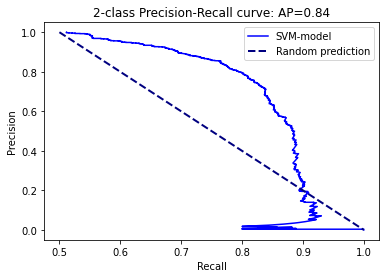 2-class Precision-Recall curve: AP=0.84
SVM-model
Random prediction
Precision
1.0
0.8
0.6
0.4
0.2
0.0
0.5
0.6
0.7
0.8
0.9
1.0
Recall